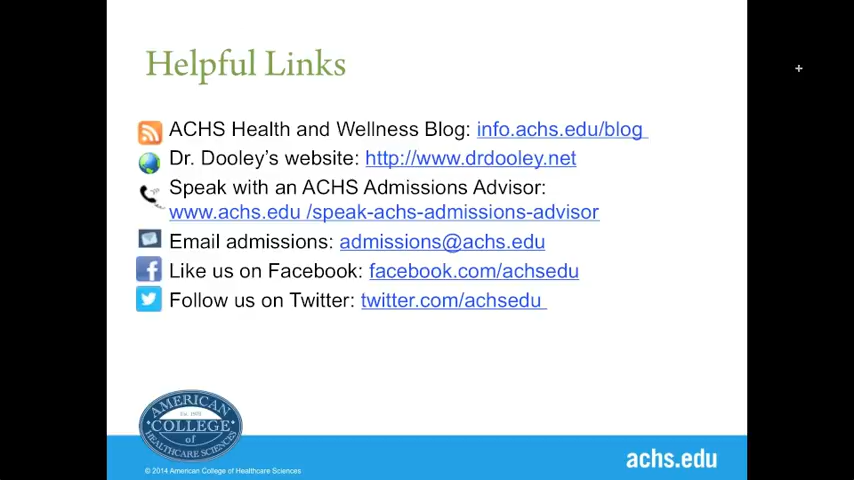 Helpful Links
ACHS Health and Wellness Blog: info.achs.edu/blog
Dr. Dooley's website: http://www.drdooley.net
Speak with an ACHS Admissions Advisor:
www.achs.edu /speak-achs-admissions-advisor
Email admissions: admissions@achs.edu
Like us on Facebook: facebook.com/achsedu
Follow us on Twitter: twitter.com/achsedu
AMERICAN
Est. 1978
COLLEGE
of
HEALTHCARE SCIENCES
achs.edu
© 2014 American College of Healthcare Sciences